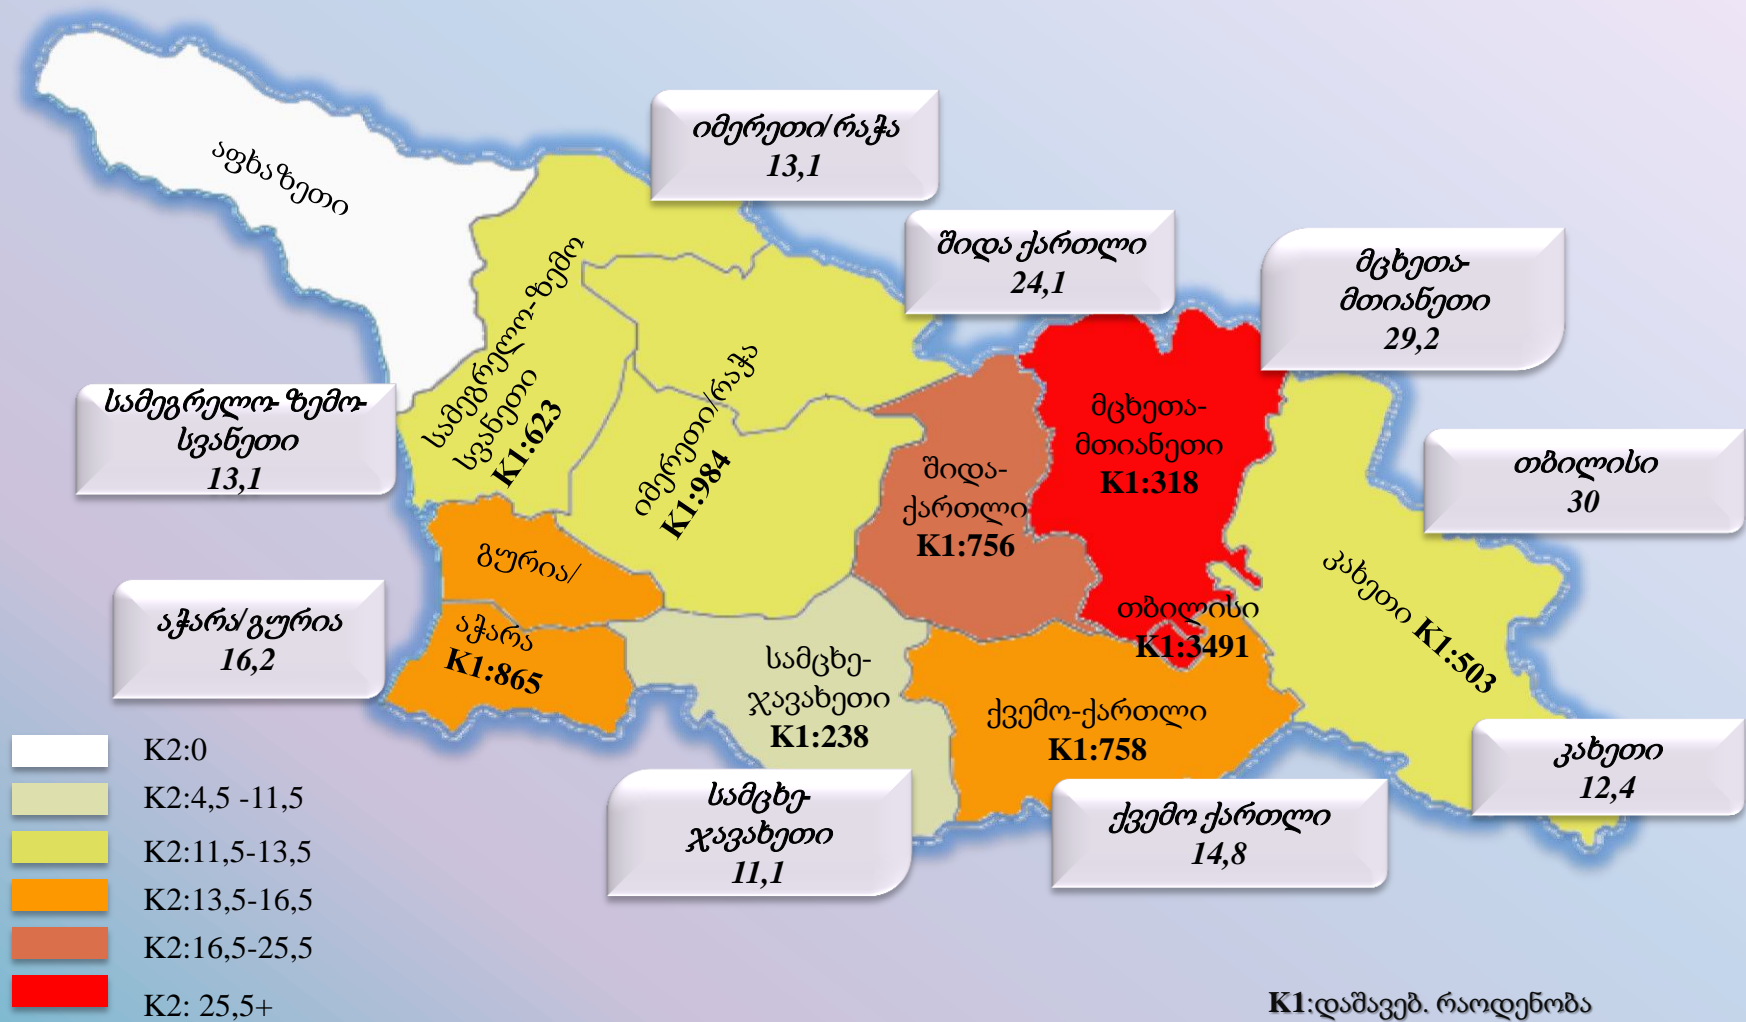 აფხაზეთი
იმერეთი/რაჭა
13,1
შიდა ქართლი
24,1
მცხეთა-
მთიანეთი
29,2
სამეგრელო-ზემო-
სვანეთი
13,1
თბილისი
30
აჭარა/გურია
16,2
სამცხე-
ჯავახეთი
11,1
ქვემო ქართლი
14,8
კახეთი
12,4
სამეგრელო-ზემო
სვანეთი
K1:623
იმერეთი/რაჭა
K1:984
შიდა-
ქართლი
K1:756
მცხეთა-
მთიანეთი
K1:318
თბილისი
K1:3491
კახეთი K1:503
გურია/
აჭარა
K1:865
სამცხე-
ჯავახეთი
K1:238
ქვემო-ქართლი
K1:758
K2:0
K2:4,5 -11,5
K2:11,5-13,5
K2:13,5-16,5
K2:16,5-25,5
K2: 25,5+
K1:დაშავებ. რაოდენობა